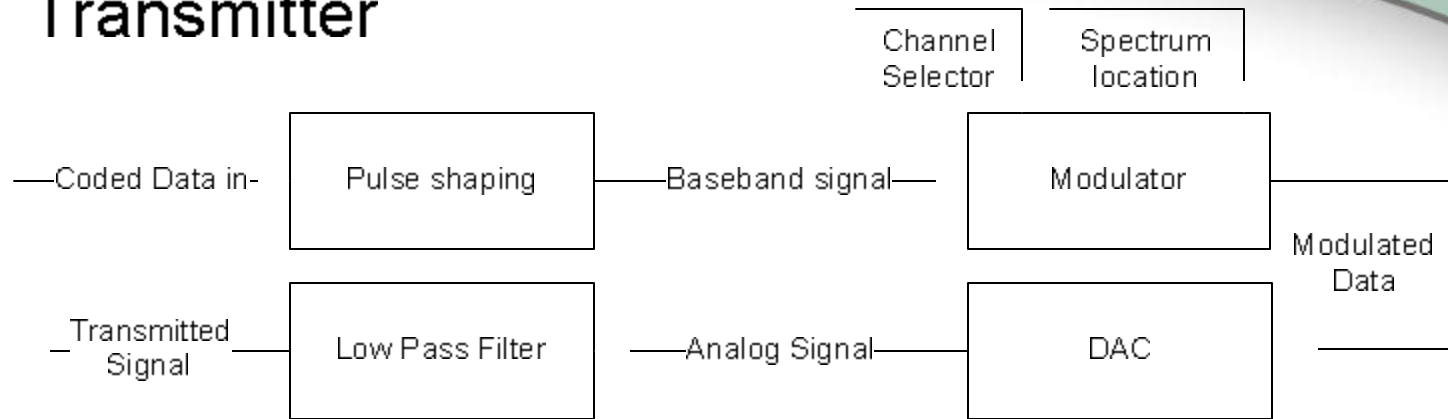 Transmitter
Channel
Selector
Spectrum
location
Coded Data in
Pulse shaping
Baseband signal
Modulator
Modulated
Data
Transmitted
Signal
Low Pass Filter
Analog Signal
DAC